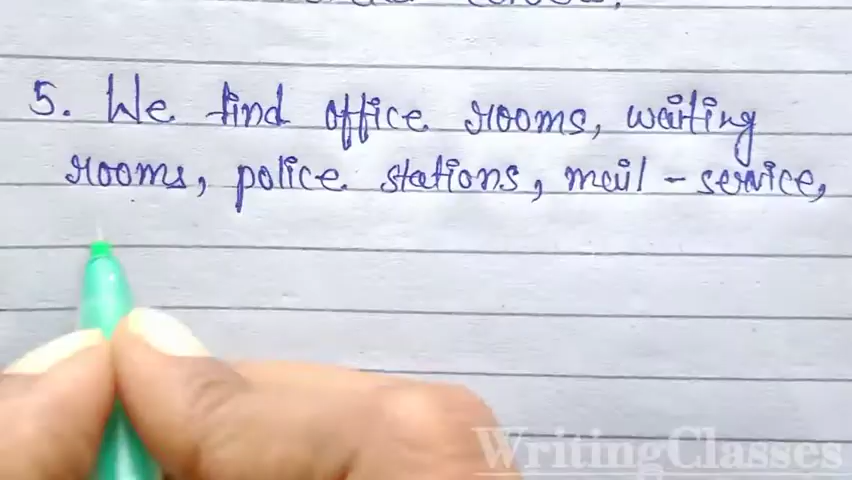 5. We find office rooms, waiting
rooms, police stations, mail-service,
WritingClasses